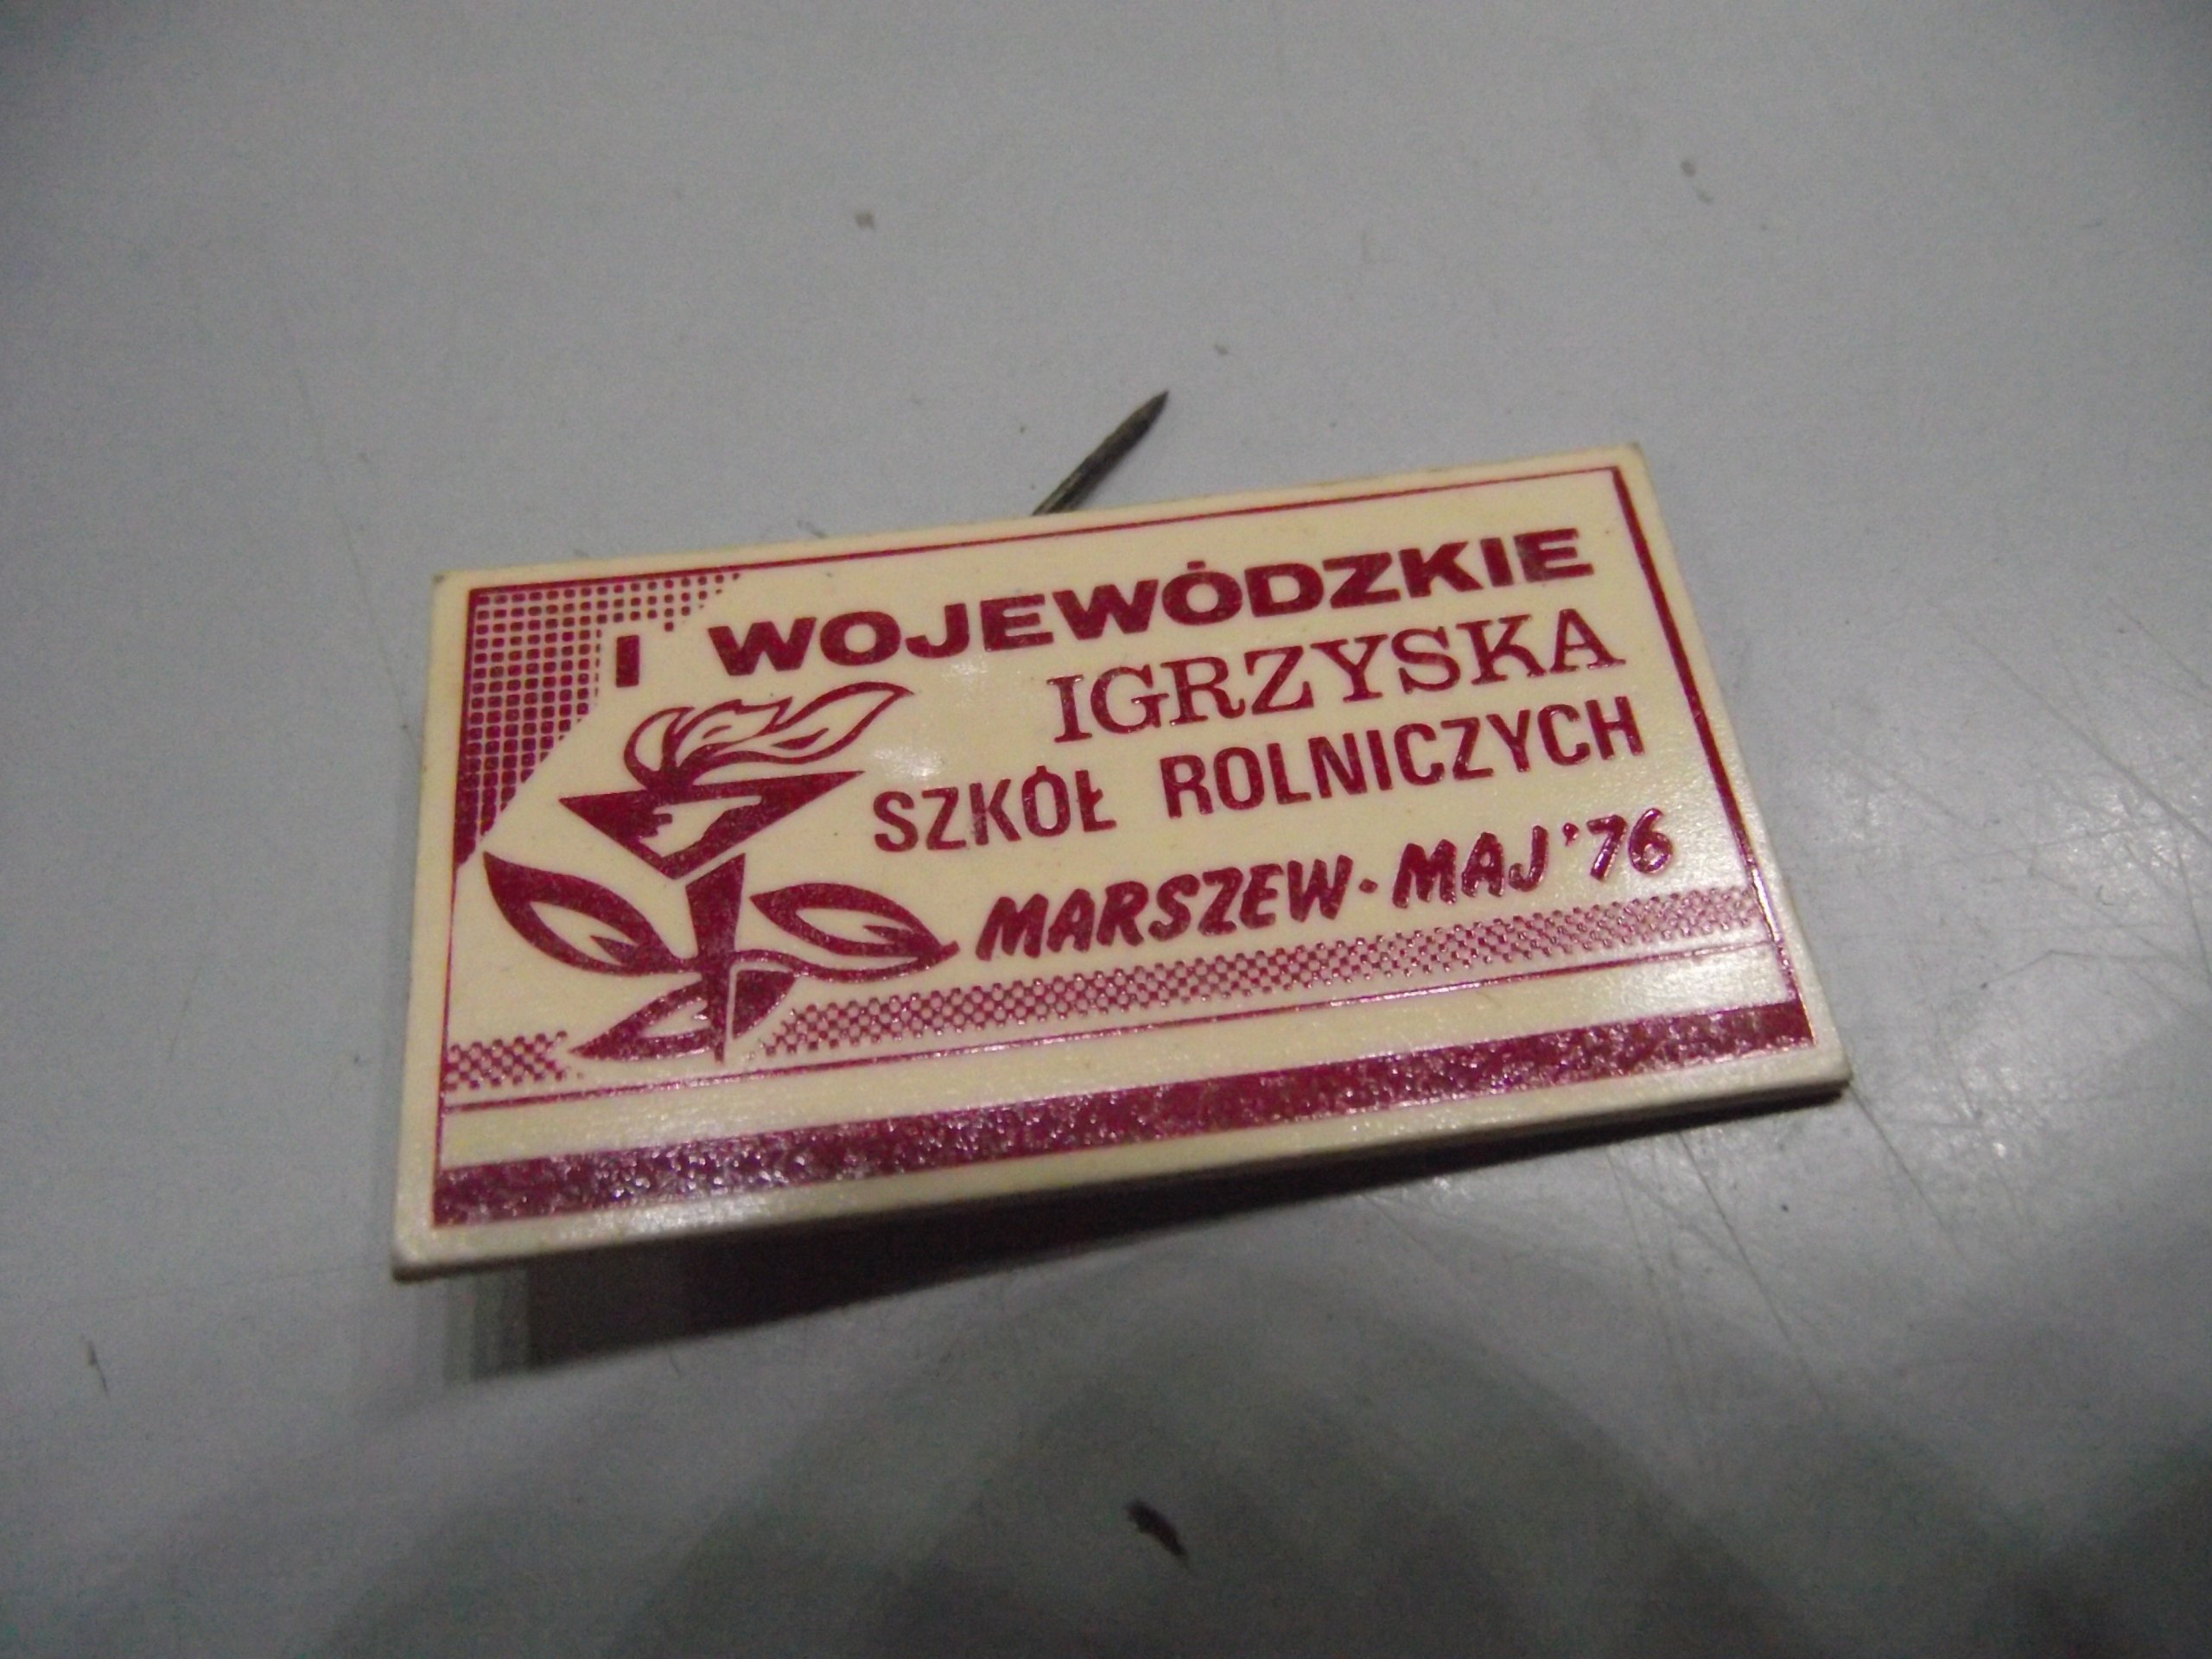 I WOJEWÓDZKIE
IGRZYSKA
SZKÓŁ ROLNICZYCH
MARSZEW · MAJ '76